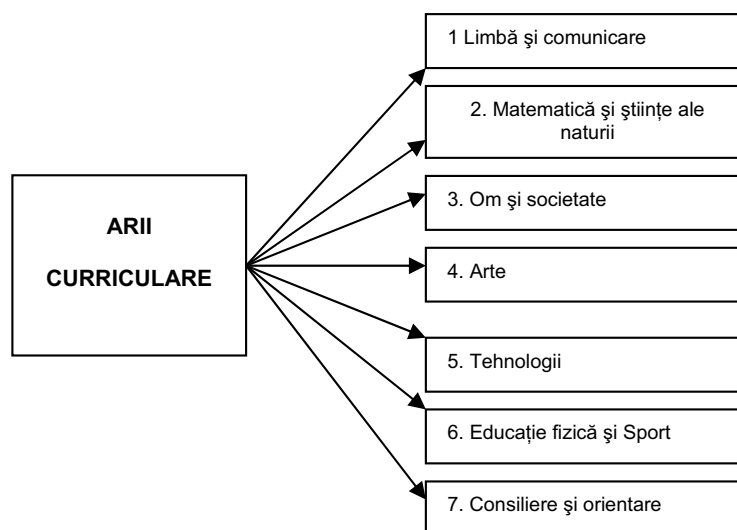 ARII
CURRICULARE
1 Limbă şi comunicare
2. Matematică şi ştiinţe ale
naturii
3. Om şi societate
4. Arte
5. Tehnologii
6. Educaţie fizică şi Sport
7. Consiliere şi orientare